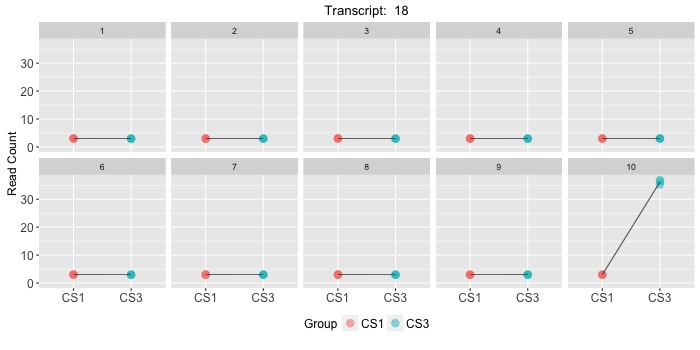 Transcript: 18
1 2 3 4 5
30
20
10
0
Read Count
6 7 8 9 10
30
20
10
0
CS1 CS3 CS1 CS3 CS1 CS3 CS1 CS3 CS1 CS3
Group CS1 CS3